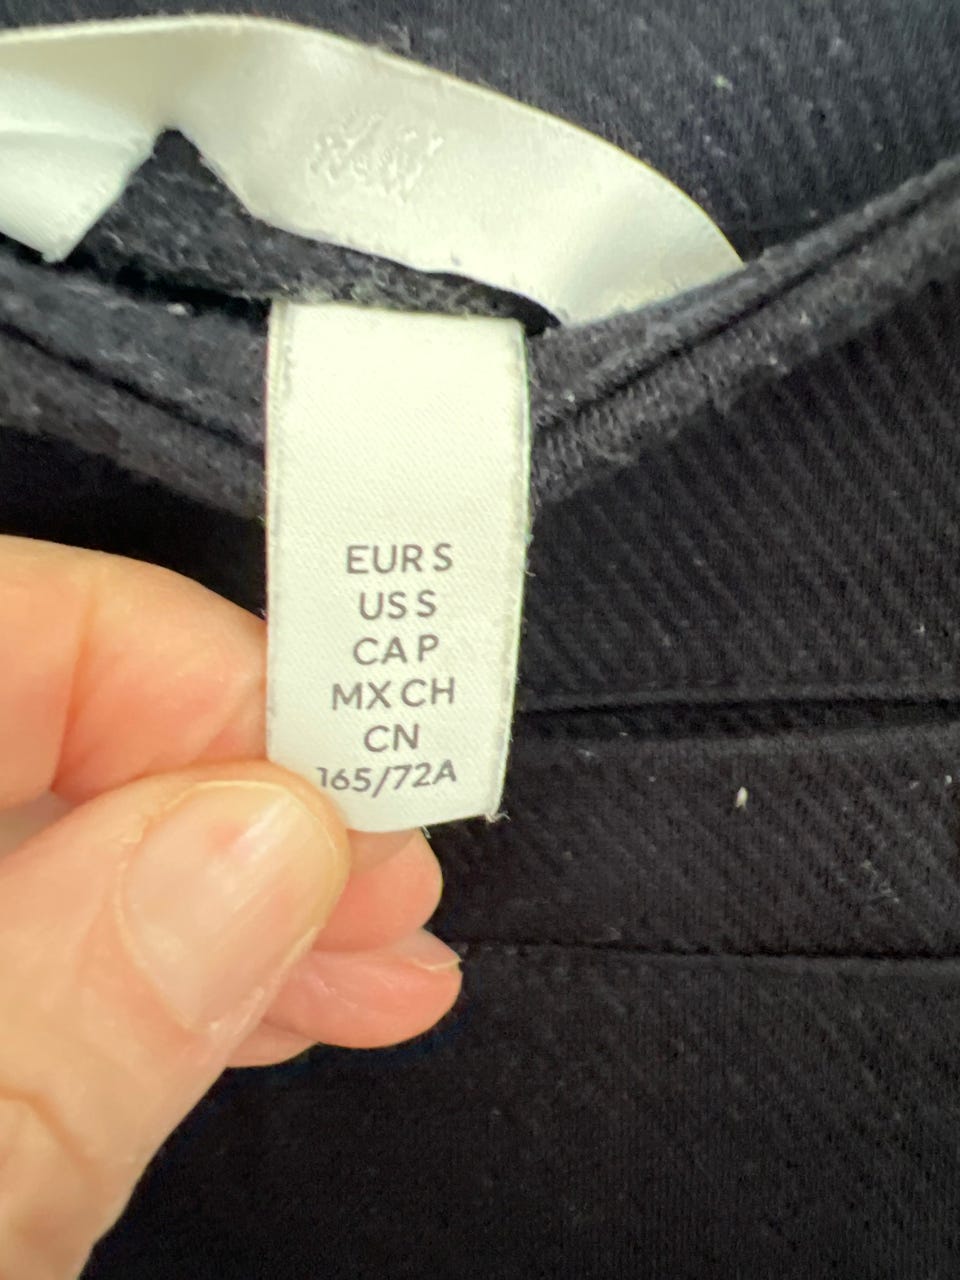 H&M
EUR S
US S
CA P
MX CH
CN
165/72A